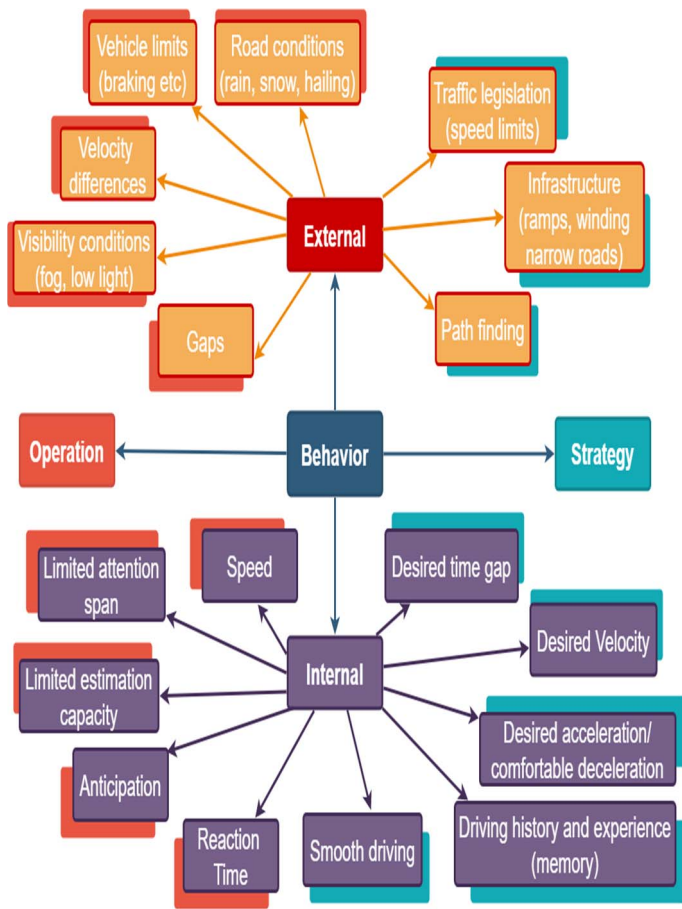 Vehicle limits
(braking etc)
Road conditions
(rain, snow, hailing)
Traffic legislation
(speed limits)
Velocity
differences
Infrastructure
(ramps, winding
narrow roads)
External
Visibility conditions
(fog, low light)
Gaps
Path finding
Operation
Behavior
Strategy
Limited attention
span
Speed
Desired time gap
Desired Velocity
Internal
Limited estimation
capacity
Desired acceleration/
comfortable deceleration
Anticipation
Reaction
Time
Smooth driving
Driving history and experience
(memory)